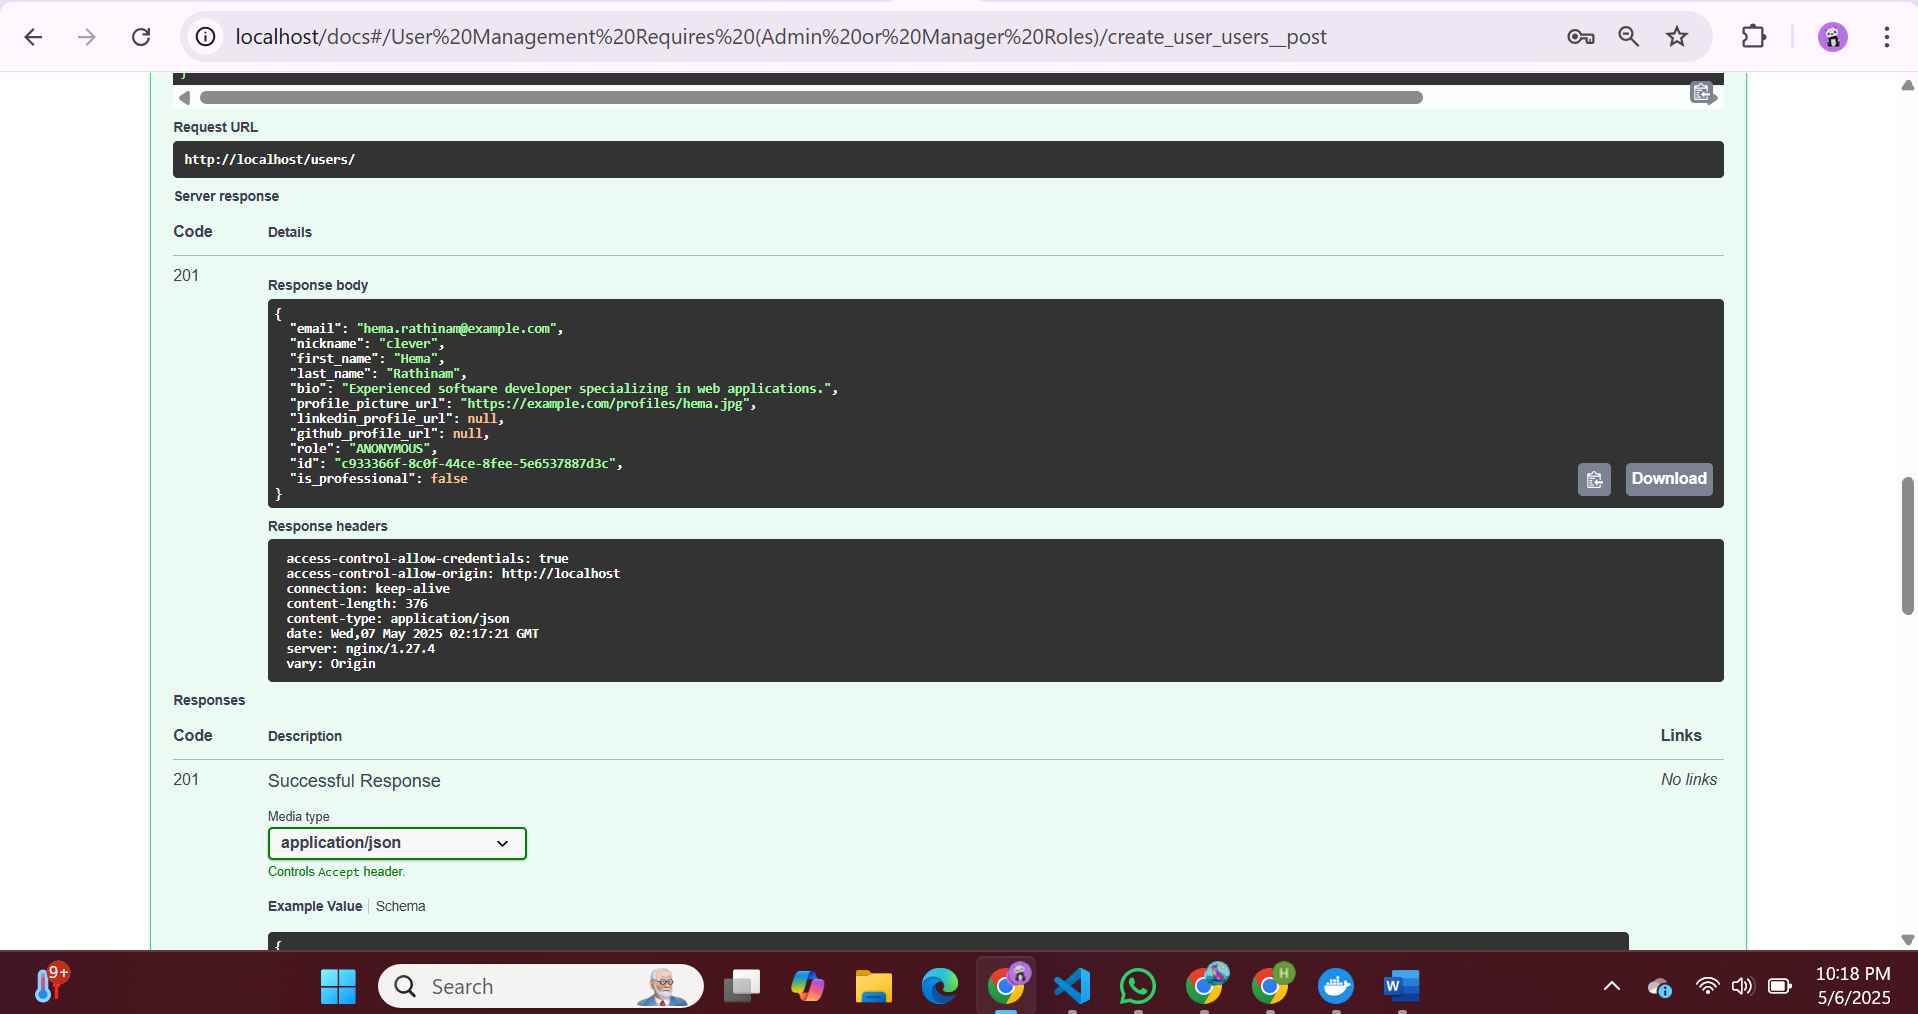 localhost/docs#/User%20Management%20Requires%20(Admin%20or%20Manager%20Roles)/create_user_users__post
}
Request URL
http://localhost/users/
Server response
Code Details
201
Response body
{
"email": "hema.rathinam@example.com",
"nickname": "clever",
"first_name": "Hema",
"last_name": "Rathinam",
"bio": "Experienced software developer specializing in web applications.",
"profile_picture_url": "https://example.com/profiles/hema.jpg",
"linkedin_profile_url": null,
"github_profile_url": null,
"role": "ANONYMOUS",
"id": "c933366f-8c0f-44ce-8fee-5e6537887d3c",
"is_professional": false
}
Download
Response headers
access-control-allow-credentials: true
access-control-allow-origin: http://localhost
connection: keep-alive
content-length: 376
content-type: application/json
date: Wed,07 May 2025 02:17:21 GMT
server: nginx/1.27.4
vary: Origin
Responses
Code Description Links
201 Successful Response No links
Media type
application/json
Controls Accept header.
Example Value Schema
{
9+
Search
H
W
10:18 PM
5/6/2025